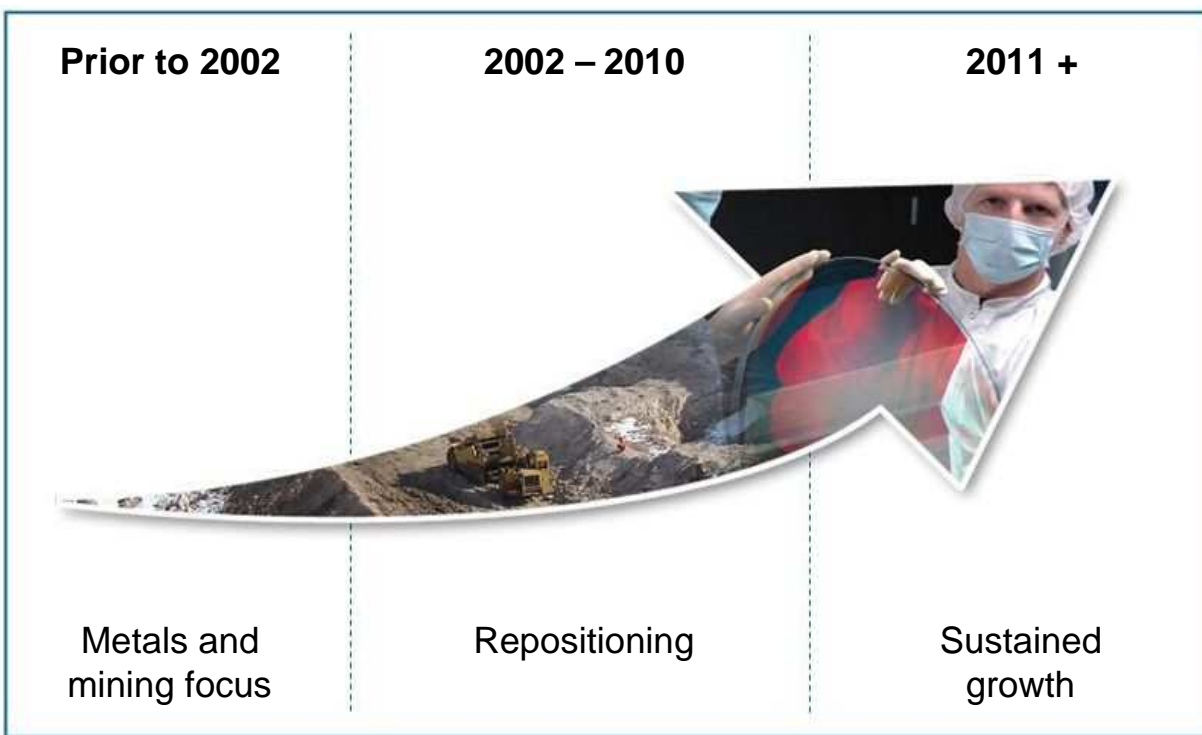 Prior to 2002
2002 – 2010
2011 +
Metals and
mining focus
Repositioning
Sustained
growth